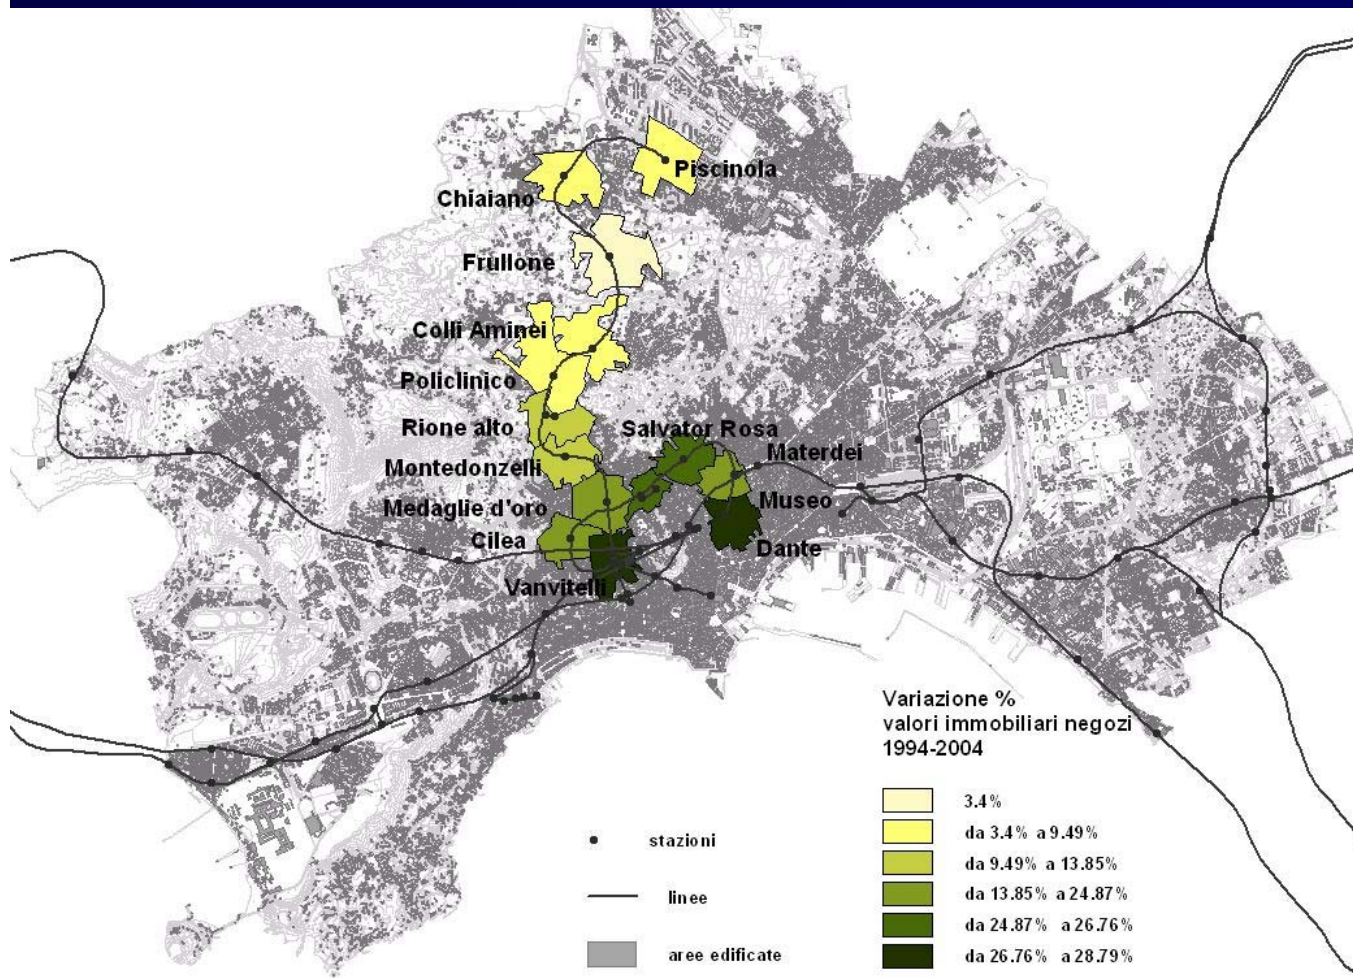 Piscinola
Chiaiano
Frullone
Colli Aminei
Policlinico
Rione alto
Salvator Rosa
Materdei
Montedonzelli
Museo
Medaglie d'oro
Cilea
Dante
Vanvitelli
Variazione %
valori immobiliari negozi
1994-2004
3.4%
da 3.4% a 9.49%
da 9.49% a 13.85%
da 13.85% a 24.87%
da 24.87% a 26.76%
da 26.76% a 28.79%
stazioni
linee
aree edificate